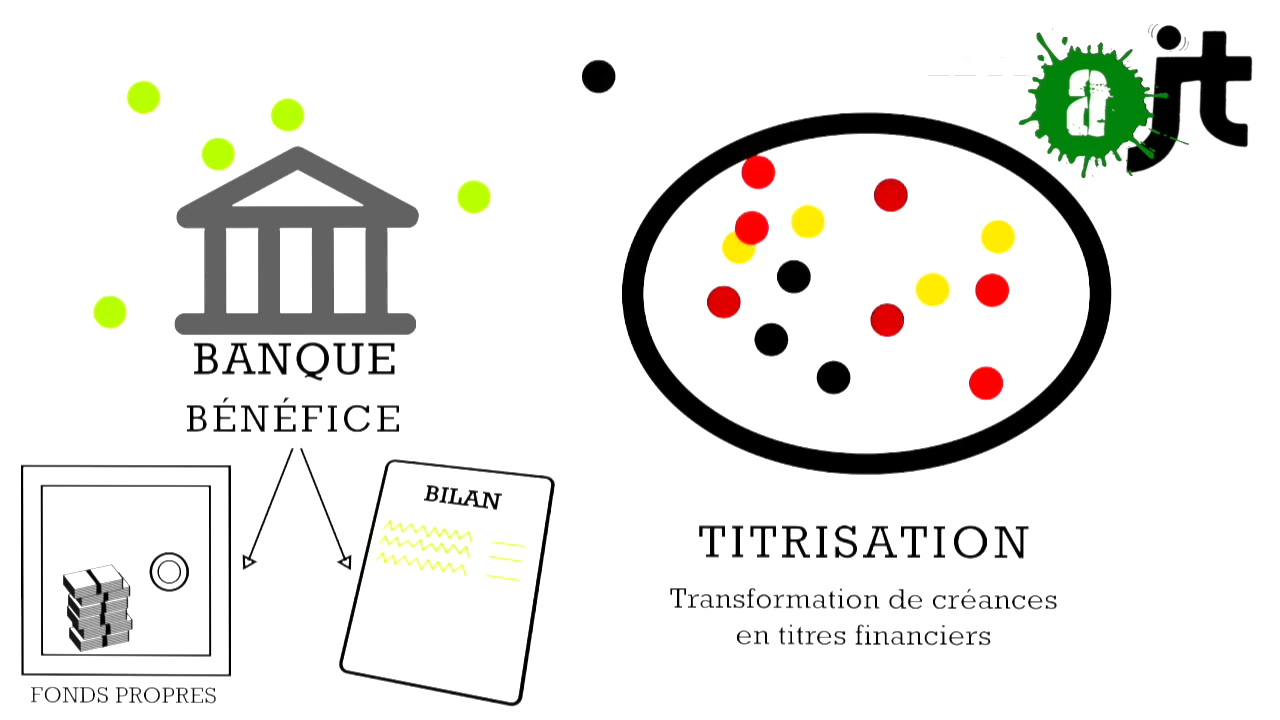 ajt
BANQUE
BÉNÉFICE
BILAN
FONDS PROPRES
TITRISATION
Transformation de créances
en titres financiers